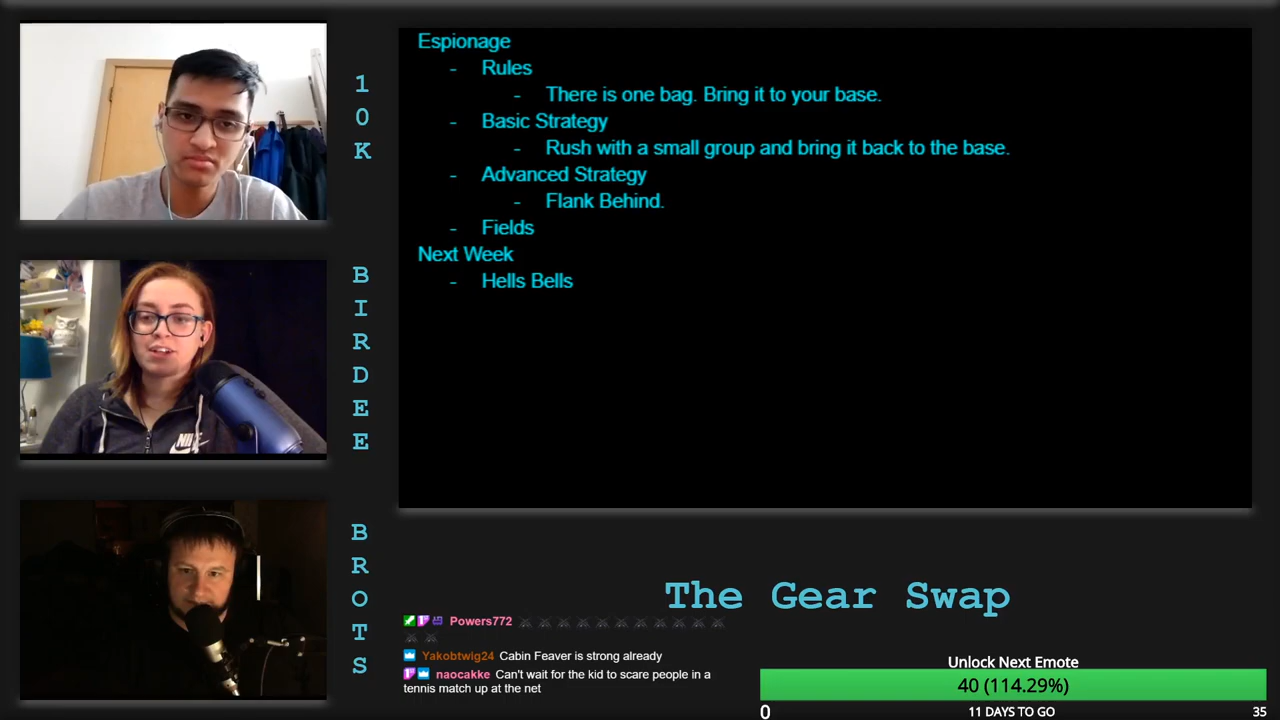 10K
BIRDEE
BROTS
Espionage
- Rules
- There is one bag. Bring it to your base.
- Basic Strategy
- Rush with a small group and bring it back to the base.
- Advanced Strategy
- Flank Behind.
- Fields
Next Week
- Hells Bells
The Gear Swap
Powers772
Yakobtwig24 Cabin Feaver is strong already
naocakke Can't wait for the kid to scare people in a
tennis match up at the net
Unlock Next Emote
40 (114.29%)
0 11 DAYS TO GO 35